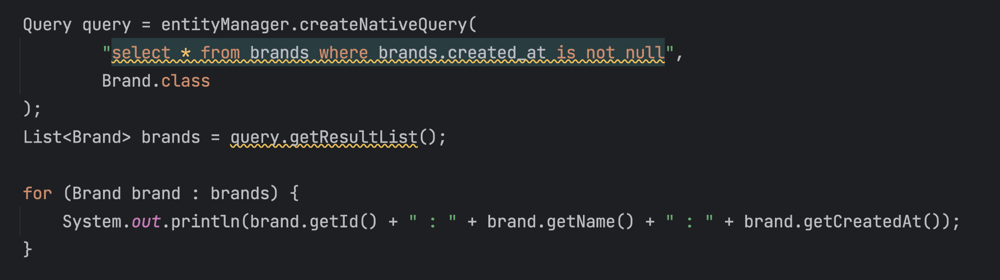 Query query = entityManager.createNativeQuery(
        "select * from brands where brands.created_at is not null",
        Brand.class
);
List<Brand> brands = query.getResultList();

for (Brand brand : brands) {
    System.out.println(brand.getId() + " : " + brand.getName() + " : " + brand.getCreatedAt());
}